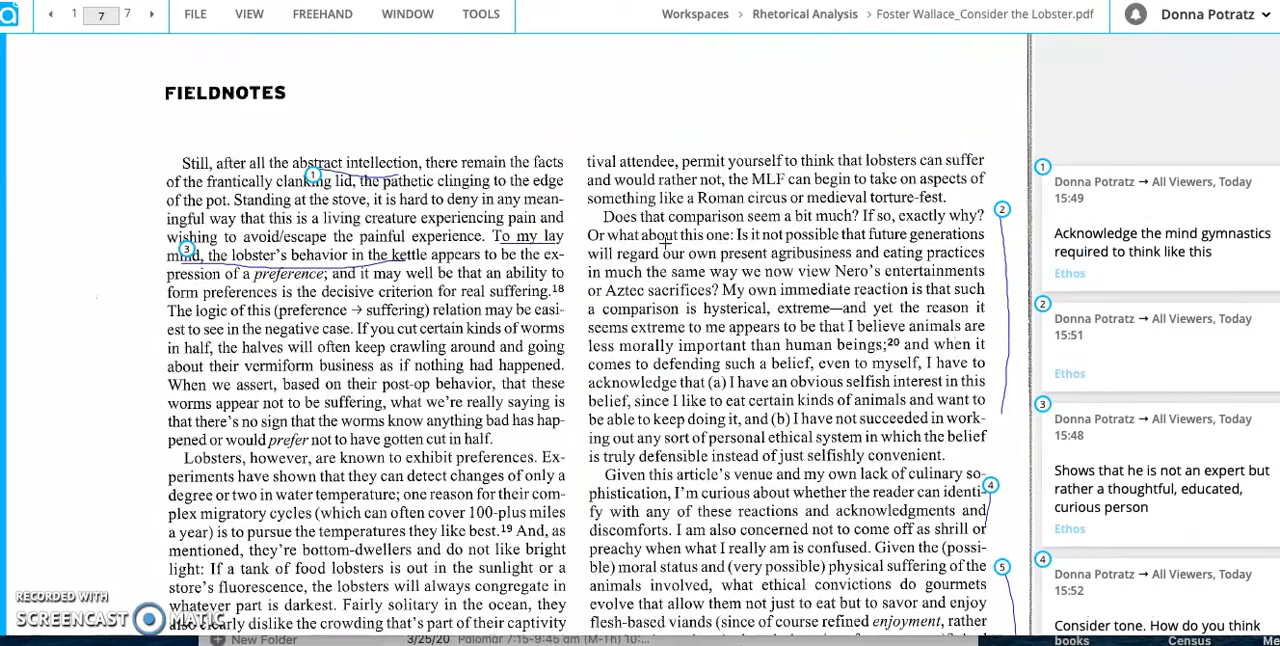 1 7 7 FILE VIEW FREEHAND WINDOW TOOLS Workspaces > Rhetorical Analysis > Foster Wallace_Consider the Lobster.pdf Donna Potratz
FIELDNOTES
Still, after all the abstract intellection, there remain the facts
of the frantically clanking lid, the pathetic clinging to the edge
of the pot. Standing at the stove, it is hard to deny in any mean-
ingful way that this is a living creature experiencing pain and
wishing to avoid/escape the painful experience. To my lay
mind, the lobster's behavior in the kettle appears to be the ex-
pression of a preference; and it may well be that an ability to
form preferences is the decisive criterion for real suffering.18
The logic of this (preference → suffering) relation may be easi-
est to see in the negative case. If you cut certain kinds of worms
in half, the halves will often keep crawling around and going
about their vermiform business as if nothing had happened.
When we assert, based on their post-op behavior, that these
worms appear not to be suffering, what we're really saying is
that there's no sign that the worms know anything bad has hap-
pened or would prefer not to have gotten cut in half.
Lobsters, however, are known to exhibit preferences. Ex-
periments have shown that they can detect changes of only a
degree or two in water temperature; one reason for their com-
plex migratory cycles (which can often cover 100-plus miles
a year) is to pursue the temperatures they like best.19 And, as
mentioned, they're bottom-dwellers and do not like bright
light: If a tank of food lobsters is out in the sunlight or a
store's fluorescence, the lobsters will always congregate in
whatever part is darkest. Fairly solitary in the ocean, they
also clearly dislike the crowding that's part of their captivity
tival attendee, permit yourself to think that lobsters can suffer
and would rather not, the MLF can begin to take on aspects of
something like a Roman circus or medieval torture-fest.
Does that comparison seem a bit much? If so, exactly why?
Or what about this one: Is it not possible that future generations
will regard our own present agribusiness and eating practices
in much the same way we now view Nero's entertainments
or Aztec sacrifices? My own immediate reaction is that such
a comparison is hysterical, extreme—and yet the reason it
seems extreme to me appears to be that I believe animals are
less morally important than human beings;20 and when it
comes to defending such a belief, even to myself, I have to
acknowledge that (a) I have an obvious selfish interest in this
belief, since I like to eat certain kinds of animals and want to
be able to keep doing it, and (b) I have not succeeded in work-
ing out any sort of personal ethical system in which the belief
is truly defensible instead of just selfishly convenient.
Given this article's venue and my own lack of culinary so-
phistication, I'm curious about whether the reader can identi-
fy with any of these reactions and acknowledgments and
discomforts. I am also concerned not to come off as shrill or
preachy when what I really am is confused. Given the (possi-
ble) moral status and (very possible) physical suffering of the
animals involved, what ethical convictions do gourmets
evolve that allow them not just to eat but to savor and enjoy
flesh-based viands (since of course refined enjoyment, rather
1
3
2
4
5
1
Donna Potratz → All Viewers, Today
15:49
Acknowledge the mind gymnastics
required to think like this
Ethos
2
Donna Potratz → All Viewers, Today
15:51
Ethos
3
Donna Potratz → All Viewers, Today
15:48
Shows that he is not an expert but
rather a thoughtful, educated,
curious person
Ethos
4
Donna Potratz → All Viewers, Today
15:52
Consider tone. How do you think
RECORDED WITH
SCREENCAST MATIC
New Folder 3/25/20 Palomar 7:15-9:45 am (M-Th) 10:... books Census Me